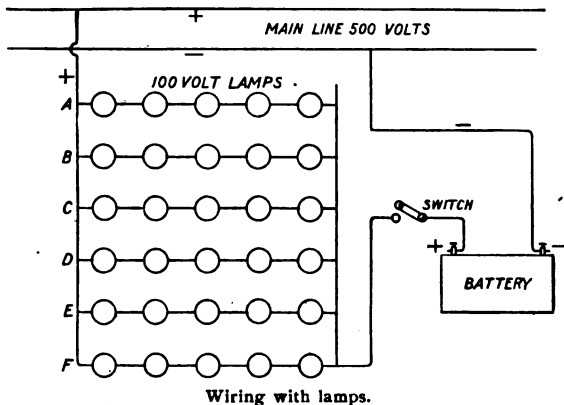 +
MAIN LINE 500 VOLTS
−
+
100 VOLT LAMPS
A
B
C
D
E
F
−
SWITCH
+ −
BATTERY
Wiring with lamps.